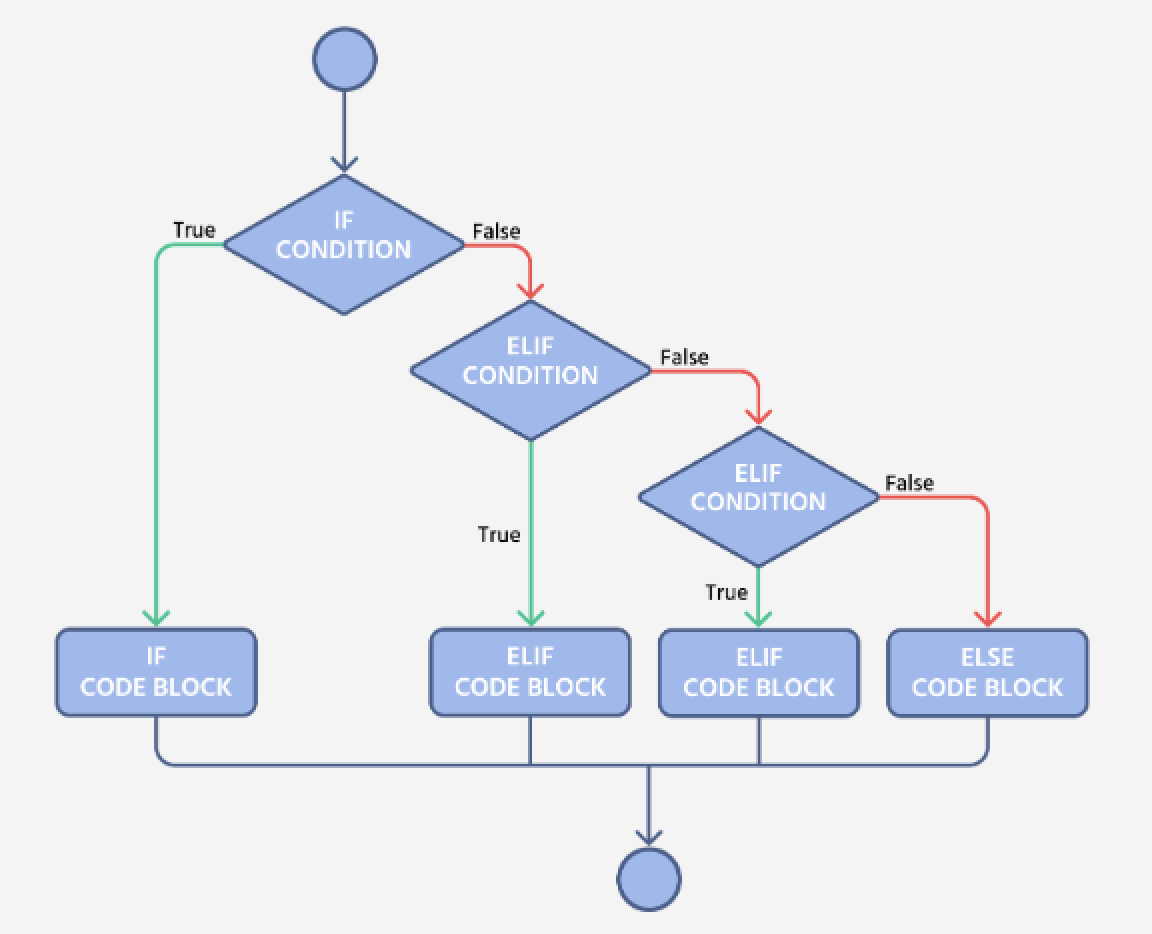 IF
CONDITION
True
False
ELIF
CONDITION
False
ELIF
CONDITION
False
True
True
IF
CODE BLOCK
ELIF
CODE BLOCK
ELIF
CODE BLOCK
ELSE
CODE BLOCK